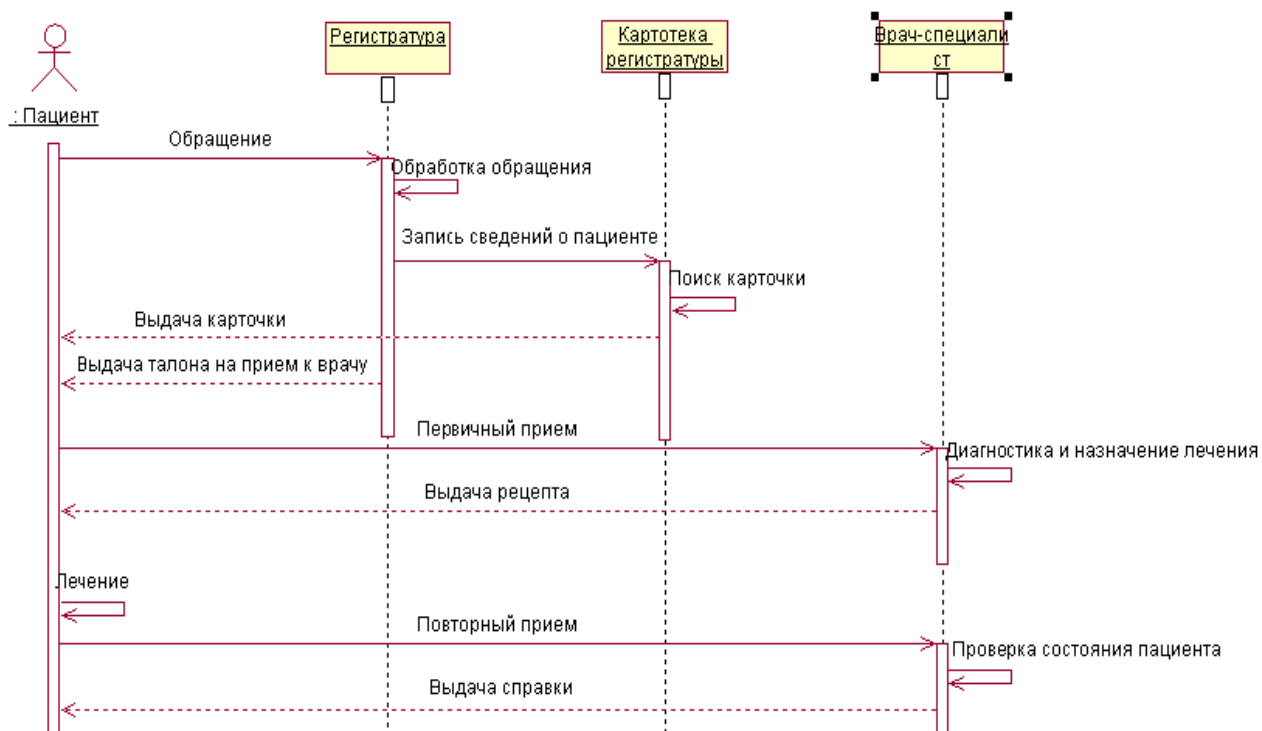 Регистратура
Картотека
регистратуры
Врач-специали
ст
: Пациент
Обращение
Обработка обращения
Запись сведений о пациенте
Поиск карточки
Выдача карточки
Выдача талона на прием к врачу
Первичный прием
Диагностика и назначение лечения
Выдача рецепта
Лечение
Повторный прием
Проверка состояния пациента
Выдача справки